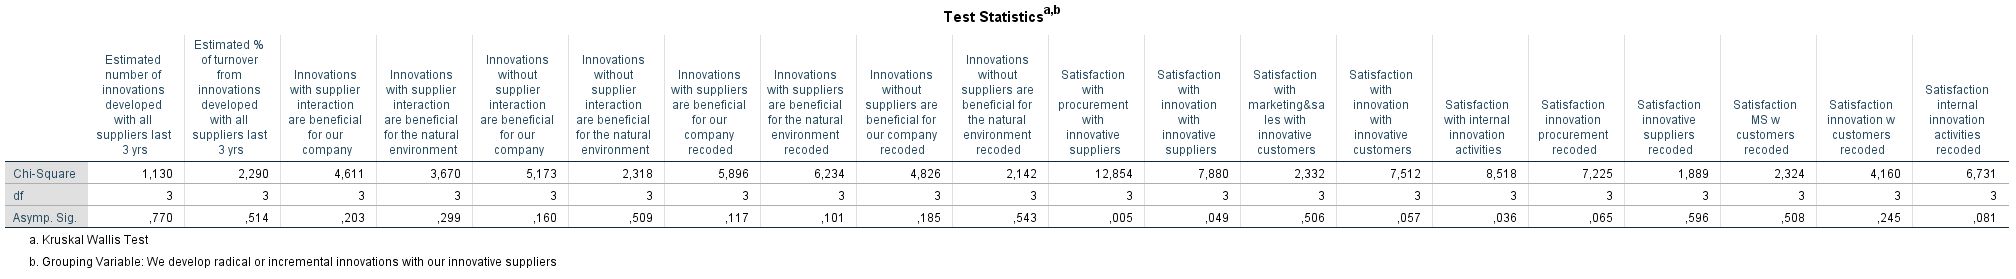 Test Statistics a,b
Estimated number of innovations developed with all suppliers last 3 yrs
Estimated % of turnover from innovations developed with all suppliers last 3 yrs
Innovations with supplier interaction are beneficial for our company
Innovations with supplier interaction are beneficial for the natural environment
Innovations without supplier interaction are beneficial for our company
Innovations without supplier interaction are beneficial for the natural environment
Innovations with suppliers are beneficial for our company recoded
Innovations with suppliers are beneficial for the natural environment recoded
Innovations without suppliers are beneficial for our company recoded
Innovations without suppliers are beneficial for the natural environment recoded
Satisfaction with procurement with innovative suppliers
Satisfaction with innovation with innovative suppliers
Satisfaction with marketing&sa les with innovative customers
Satisfaction with innovation with innovative customers
Satisfaction with internal innovation activities
Satisfaction innovation procurement recoded
Satisfaction innovative suppliers recoded
Satisfaction MS w customers recoded
Satisfaction innovation w customers recoded
Satisfaction internal innovation activities recoded
Chi-Square 1,130 2,290 4,611 3,670 5,173 2,318 5,896 6,234 4,826 2,142 12,854 7,880 2,332 7,512 8,518 7,225 1,889 2,324 4,160 6,731
df 3 3 3 3 3 3 3 3 3 3 3 3 3 3 3 3 3 3 3 3
Asymp. Sig. ,770 ,514 ,203 ,299 ,160 ,509 ,117 ,101 ,185 ,543 ,005 ,049 ,506 ,057 ,036 ,065 ,596 ,508 ,245 ,081
a. Kruskal Wallis Test
b. Grouping Variable: We develop radical or incremental innovations with our innovative suppliers